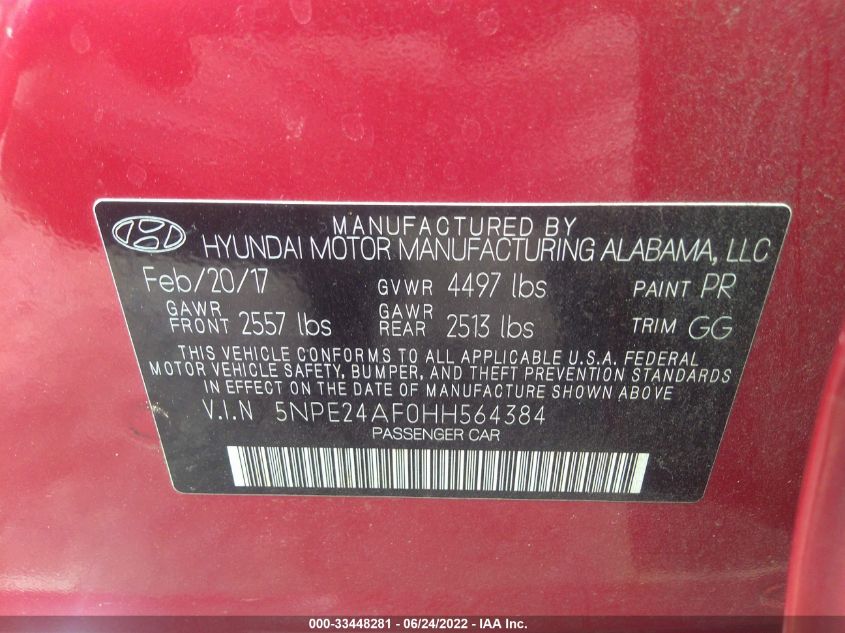 MANUFACTURED BY
HYUNDAI MOTOR MANUFACTURING ALABAMA, LLC
Feb/20/17 GVWR 4497 lbs PAINT PR
GAWR FRONT 2557 lbs GAWR REAR 2513 lbs TRIM GG
THIS VEHICLE CONFORMS TO ALL APPLICABLE U.S.A. FEDERAL
MOTOR VEHICLE SAFETY, BUMPER, AND THEFT PREVENTION STANDARDS
IN EFFECT ON THE DATE OF MANUFACTURE SHOWN ABOVE
V.I.N 5NPE24AF0HH564384
PASSENGER CAR
000-33448281 - 06/24/2022 - IAA Inc.